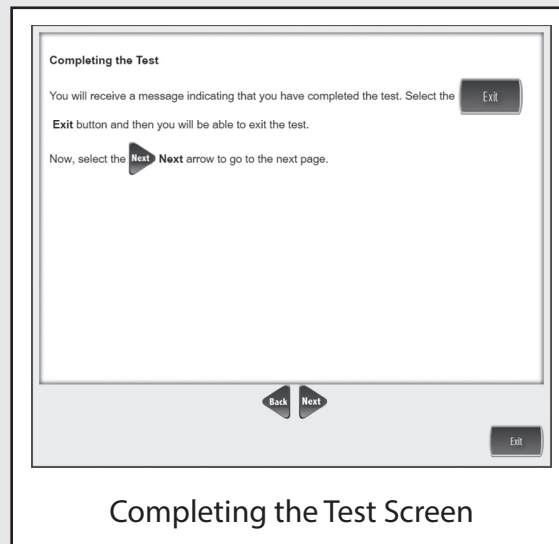 Completing the Test
You will receive a message indicating that you have completed the test. Select the Exit
Exit button and then you will be able to exit the test.
Now, select the Next Next arrow to go to the next page.
Back Next
Exit
Completing the Test Screen